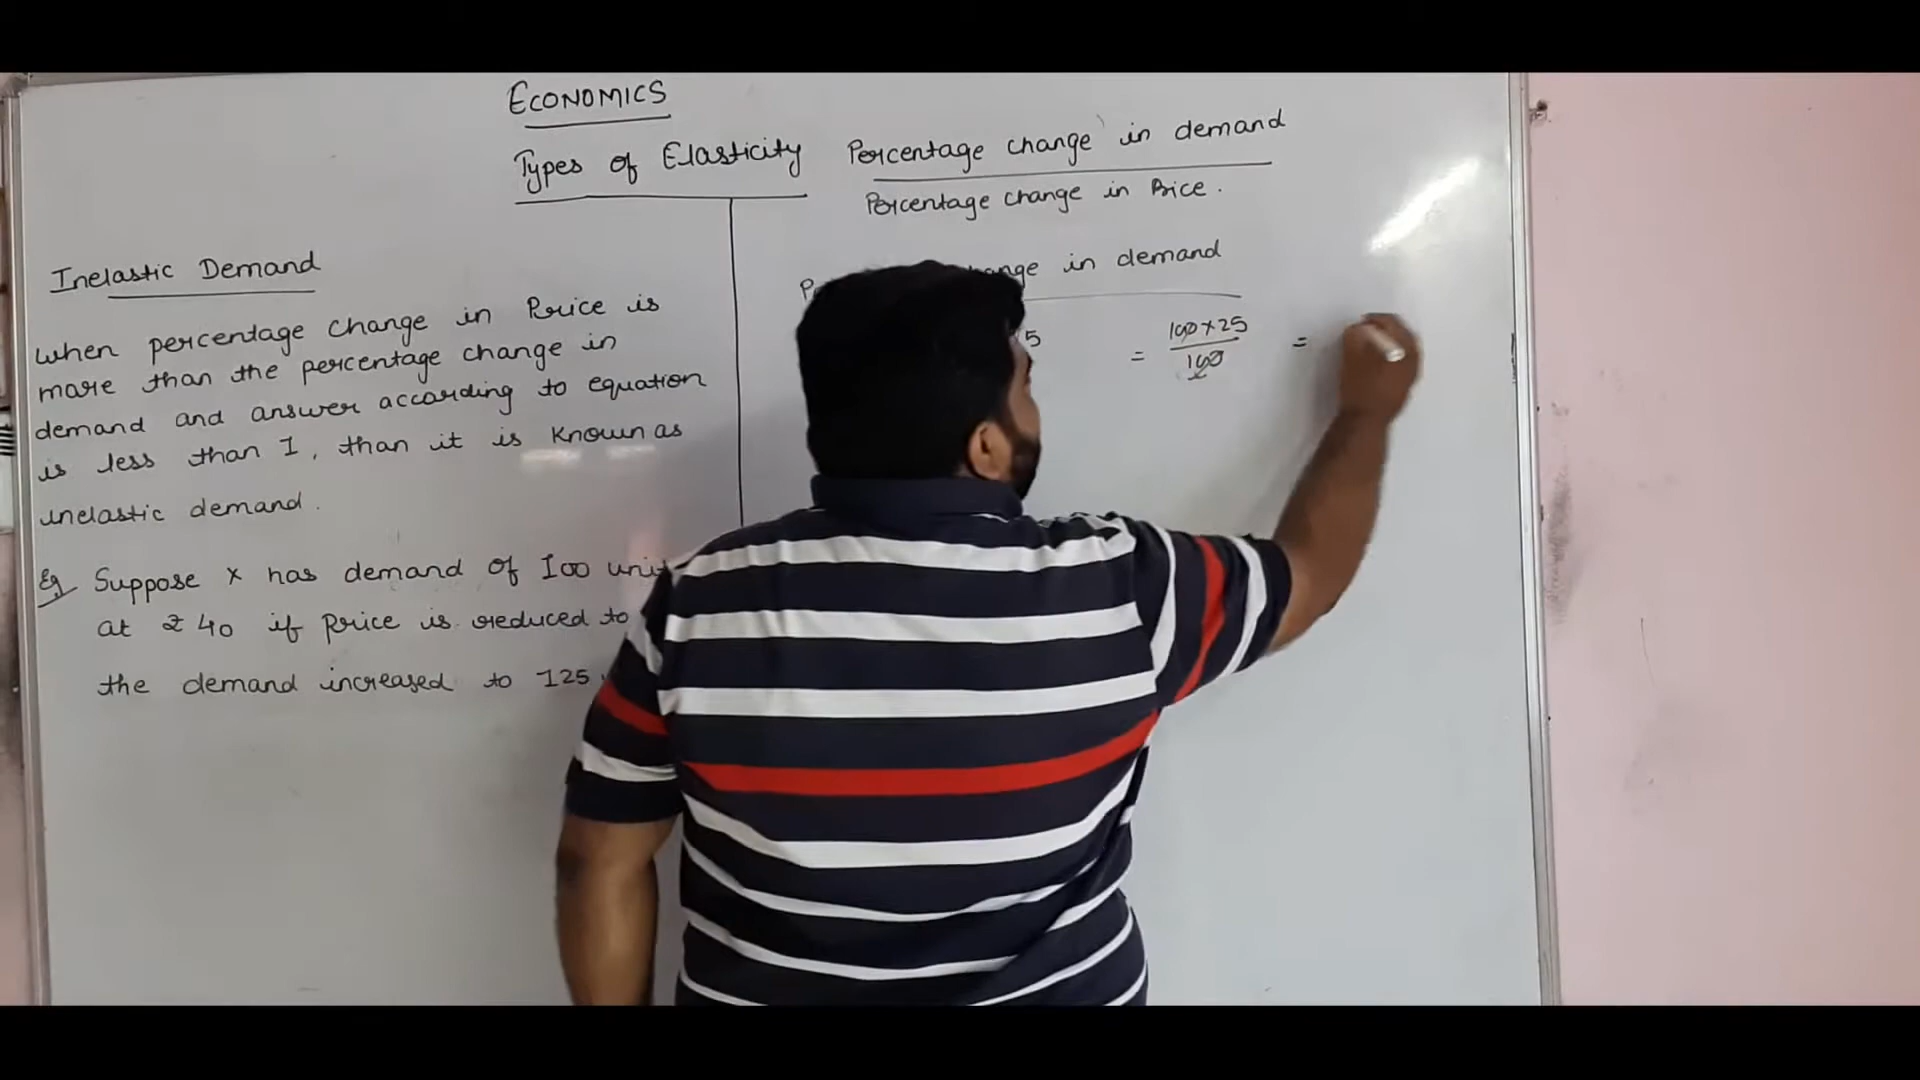 ECONOMICS
Types of Elasticity
Percentage change in demand
Percentage change in Price.
Inelastic Demand
When percentage change in Price is
more than the percentage change in
demand and answer according to equation
is less than 1, than it is known as
inelastic demand.
Eg Suppose x has demand of 100 unit
at ₹ 40 if price is reduced to
the demand increased to 125
in demand
= 100 x 25
100
=